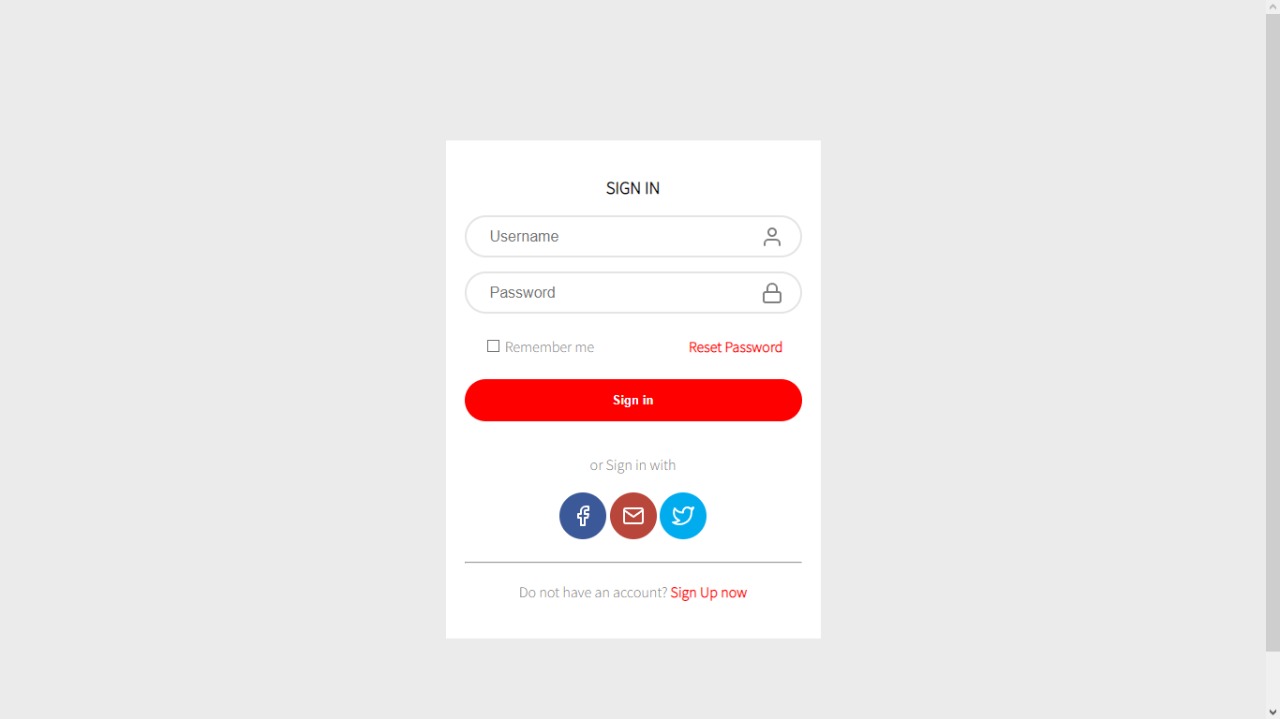 SIGN IN
Username
Password
Remember me Reset Password
Sign in
or Sign in with
Do not have an account? Sign Up now